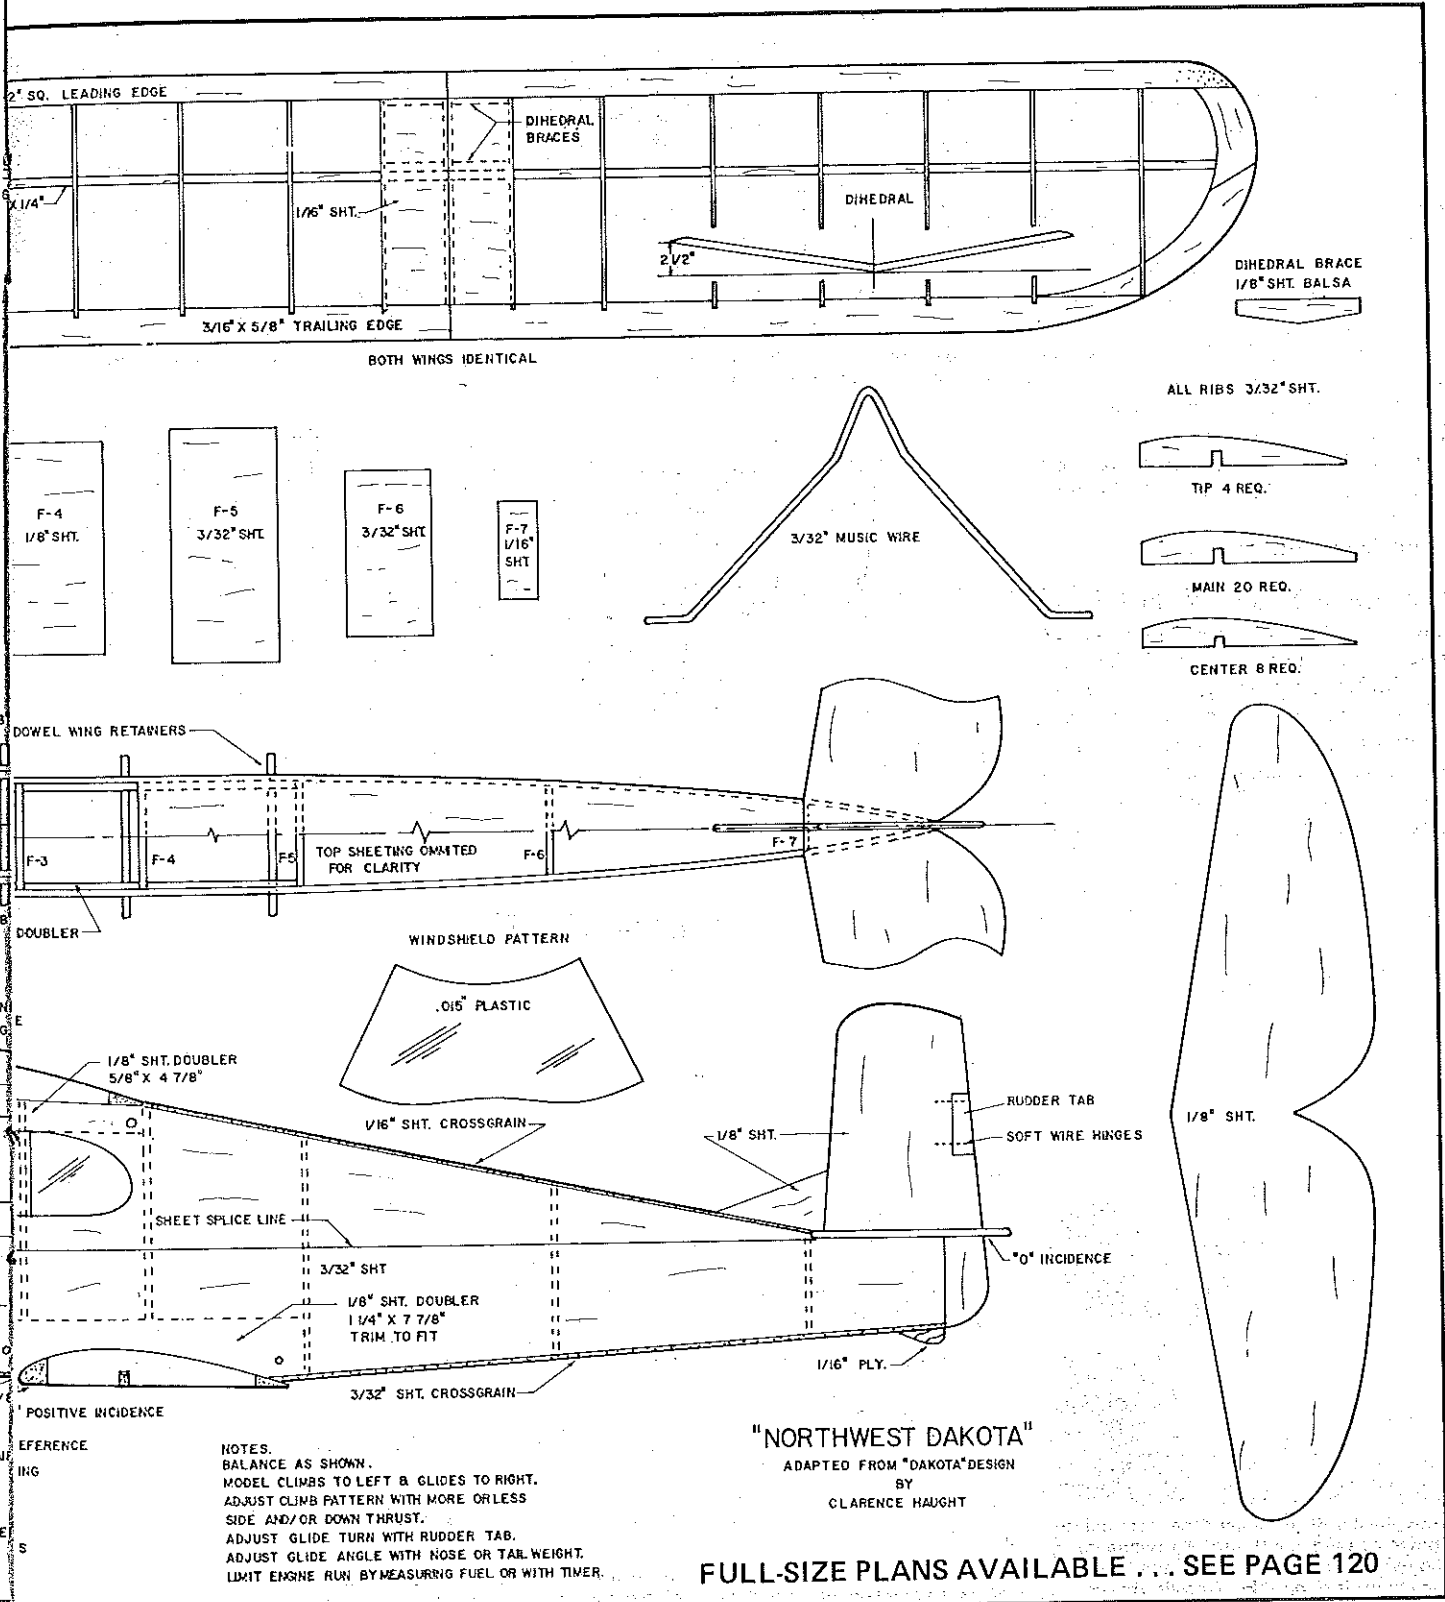 2" SQ. LEADING EDGE
DIHEDRAL
BRACES
X 1/4"
1/16" SHT.
DIHEDRAL
2 1/2"
DIHEDRAL BRACE
1/8" SHT. BALSA
3/16" X 5/8" TRAILING EDGE
BOTH WINGS IDENTICAL
ALL RIBS 3/32" SHT.
TIP 4 REQ.
MAIN 20 REQ.
CENTER 8 REQ.
F-4
1/8" SHT.
F-5
3/32" SHT.
F-6
3/32" SHT.
F-7
1/16"
SHT
3/32" MUSIC WIRE
DOWEL WING RETAINERS
F-3
F-4
F5
TOP SHEETING OMMITED
FOR CLARITY
F-6
F-7
DOUBLER
WINDSHIELD PATTERN
.015" PLASTIC
1/8" SHT. DOUBLER
5/8" X 4 7/8"
1/16" SHT. CROSSGRAIN
1/8" SHT.
RUDDER TAB
SOFT WIRE HINGES
1/8" SHT.
SHEET SPLICE LINE
3/32" SHT
"0" INCIDENCE
1/8" SHT. DOUBLER
1 1/4" X 7 7/8"
TRIM TO FIT
1/16" PLY.
3/32" SHT. CROSSGRAIN
POSITIVE INCIDENCE
EFERENCE
ING
E
S
NOTES.
BALANCE AS SHOWN.
MODEL CLIMBS TO LEFT & GLIDES TO RIGHT.
ADJUST CLIMB PATTERN WITH MORE OR LESS
SIDE AND/OR DOWN THRUST.
ADJUST GLIDE TURN WITH RUDDER TAB.
ADJUST GLIDE ANGLE WITH NOSE OR TAIL WEIGHT.
LIMIT ENGINE RUN BY MEASURING FUEL OR WITH TIMER.
"NORTHWEST DAKOTA"
ADAPTED FROM "DAKOTA" DESIGN
BY
CLARENCE HAUGHT
FULL-SIZE PLANS AVAILABLE . . . SEE PAGE 120